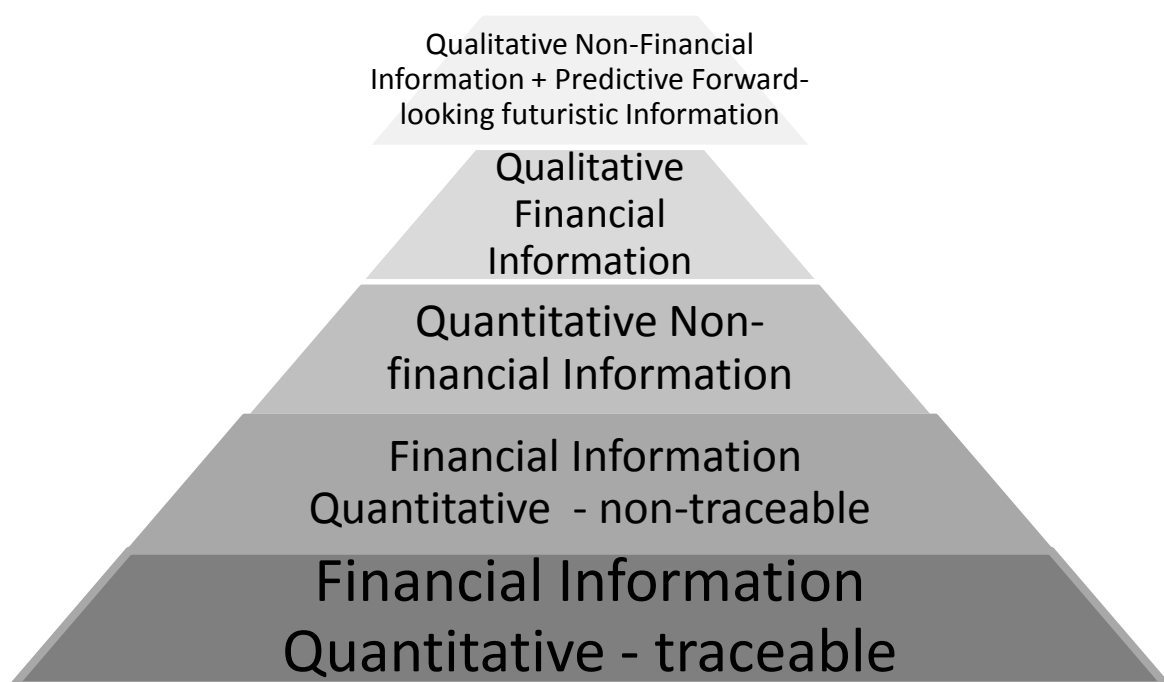 Qualitative Non-Financial
Information + Predictive Forward-
looking futuristic Information
Qualitative
Financial
Information
Quantitative Non-
financial Information
Financial Information
Quantitative  - non-traceable
Financial Information
Quantitative - traceable